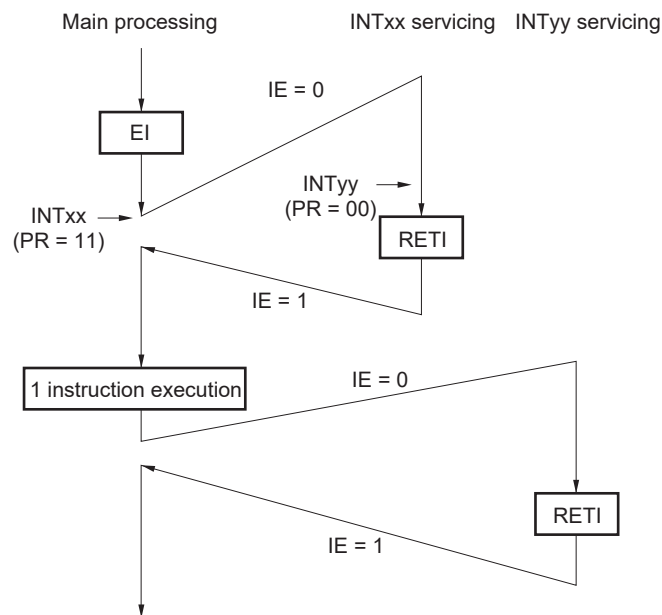 Main processing
INTxx servicing
INTyy servicing
IE = 0
EI
INTyy
(PR = 00)
INTxx
(PR = 11)
RETI
IE = 1
1 instruction execution
IE = 0
RETI
IE = 1